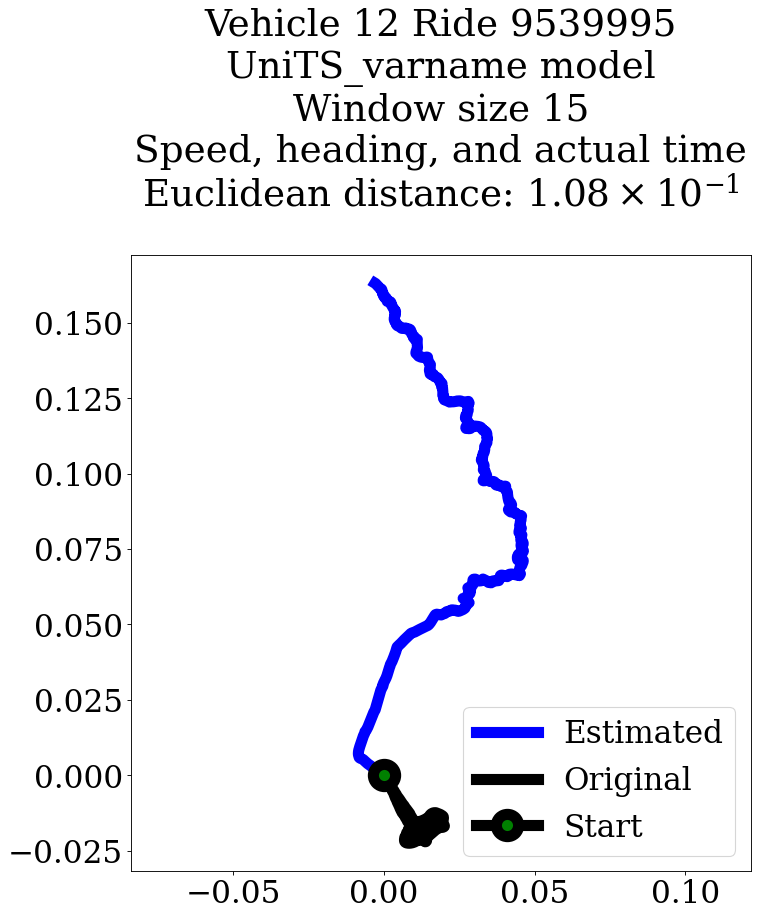 Vehicle 12 Ride 9539995
UniTS_varname model
Window size 15
Speed, heading, and actual time
Euclidean distance: 1.08 × 10⁻¹
0.150
0.125
0.100
0.075
0.050
0.025
0.000
−0.025
−0.05
0.00
0.05
0.10
Estimated
Original
Start